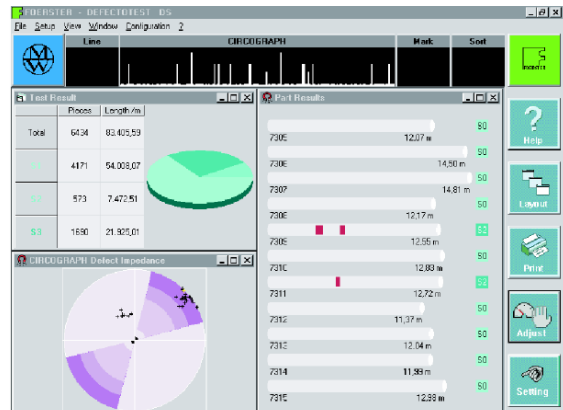 FOERSTER - DEFECTOTEST DS
File Setup View Window Configuration ?
Line CIRCOGRAPH Mark Sort
Test Result
Pieces Length/m
Total 6434 83.405,59
4171 54.008,07
573 7.472,51
S3 1690 21.925,01
CIRCOGRAPH Defect Impedance
Part Results
S0
7305 12,07 m
S0
7306 14,50 m
S0
7307 14,81 m
S0
7308 12,17 m
7309 12,55 m
S0
7310 12,83 m
S2
7311 12,72 m
S0
7312 11,37 m
S0
7313 12,04 m
S0
7314 11,99 m
S0
7315 12,98 m
Help
Layout
Print
Adjust
Setting